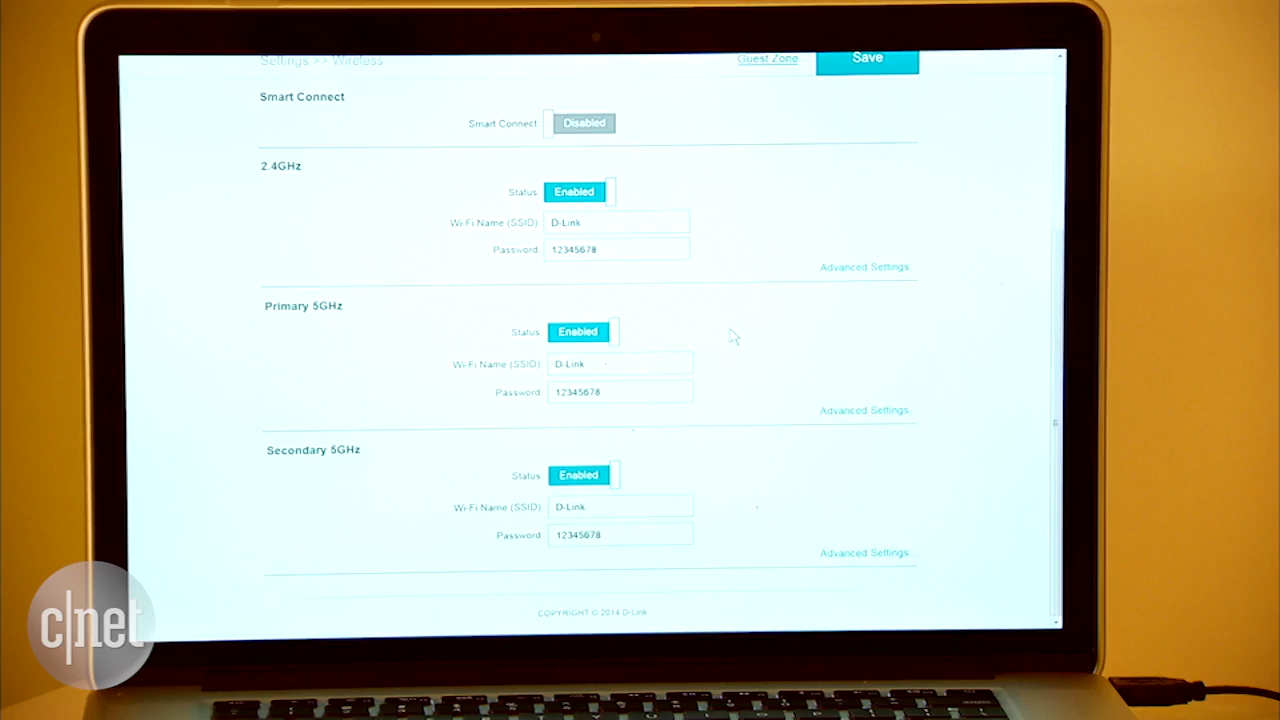 Settings >> Wireless
Guest Zone
Save
Smart Connect
Smart Connect Disabled
2.4GHz
Status Enabled
Wi-Fi Name (SSID) D-Link
Password 12345678
Advanced Settings...
Primary 5GHz
Status Enabled
Wi-Fi Name (SSID) D-Link
Password 12345678
Advanced Settings...
Secondary 5GHz
Status Enabled
Wi-Fi Name (SSID) D-Link
Password 12345678
Advanced Settings...
COPYRIGHT © 2014 D-Link
c|net